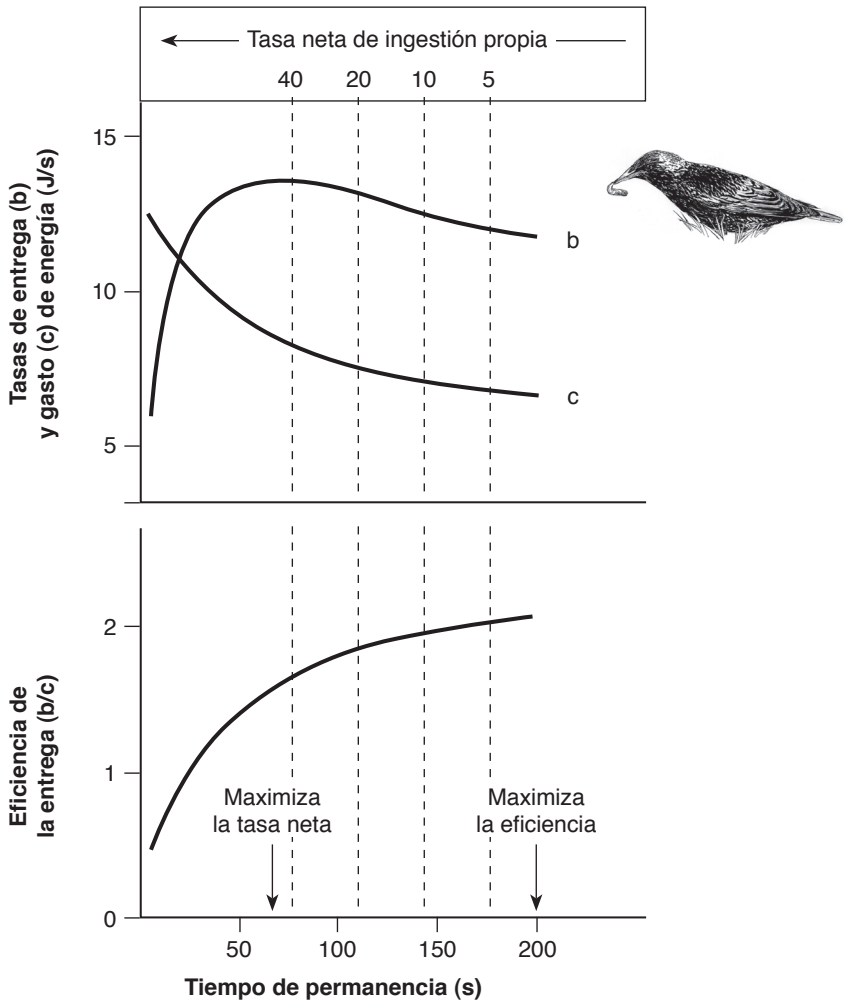 Tasa neta de ingestión propia
40 20 10 5
Tasas de entrega (b)
y gasto (c) de energía (J/s)
15
10
5
b
c
Eficiencia de
la entrega (b/c)
2
1
0
Maximiza
la tasa neta
Maximiza
la eficiencia
50 100 150 200
Tiempo de permanencia (s)